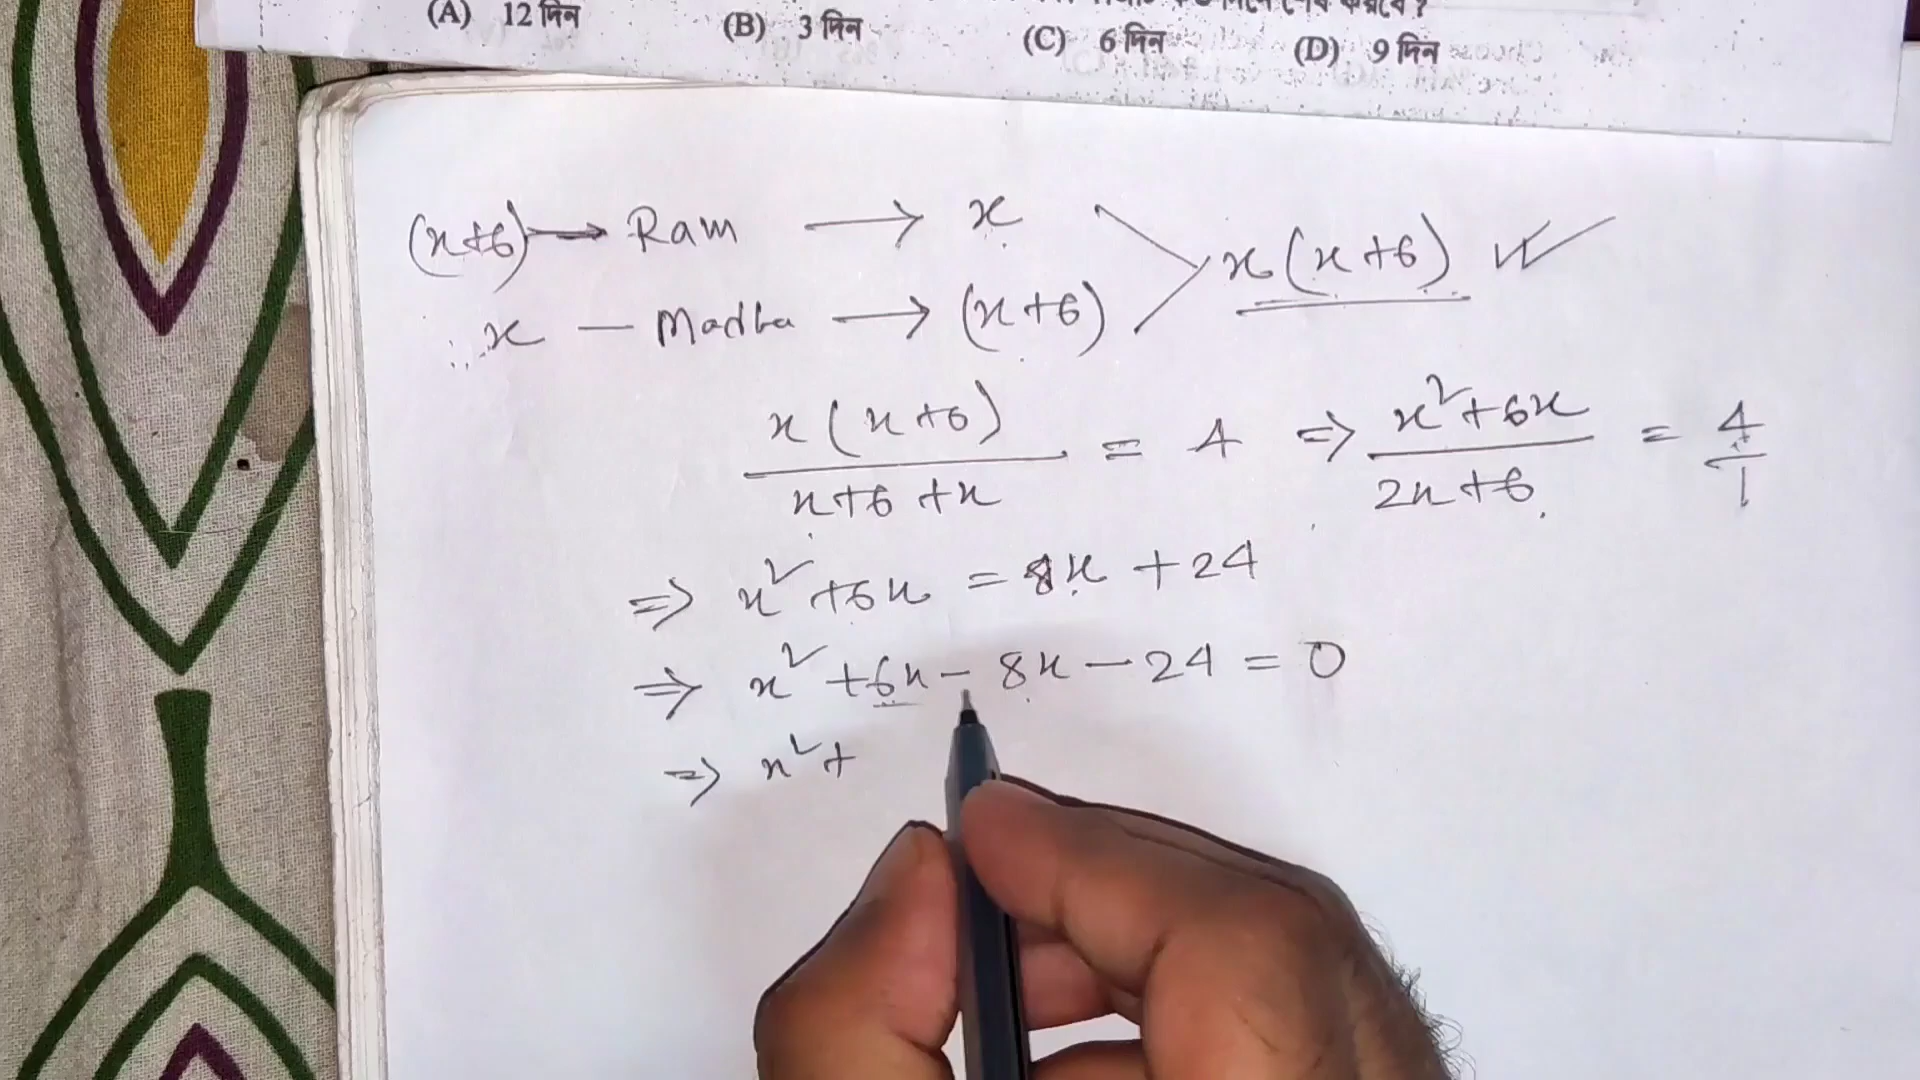 করবে ?
(A) 12 দিন (B) 3 দিন (C) 6 দিন (D) 9 দিন
(x+6) → Ram → x
x(x+6)
x — Madhu → (x+6)
x(x+6)/x+6+x = 4 ⇒ x²+6x/2x+6 = 4/1
⇒ x²+6x = 8x+24
⇒ x²+6x-8x-24=0
⇒ x²+